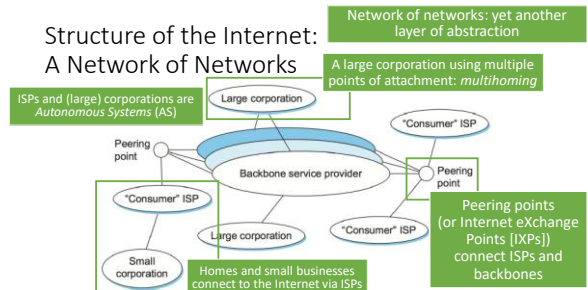 Network of networks: yet another
layer of abstraction
Structure of the Internet:
A Network of Networks
A large corporation using multiple
points of attachment: multihoming
ISPs and (large) corporations are
Autonomous Systems (AS)
Large corporation
"Consumer" ISP
Peering
point
Backbone service provider
Peering
point
"Consumer" ISP
Large corporation
"Consumer" ISP
Peering points
(or Internet eXchange
Points [IXPs])
connect ISPs and
backbones
Small
corporation
Homes and small businesses
connect to the Internet via ISPs